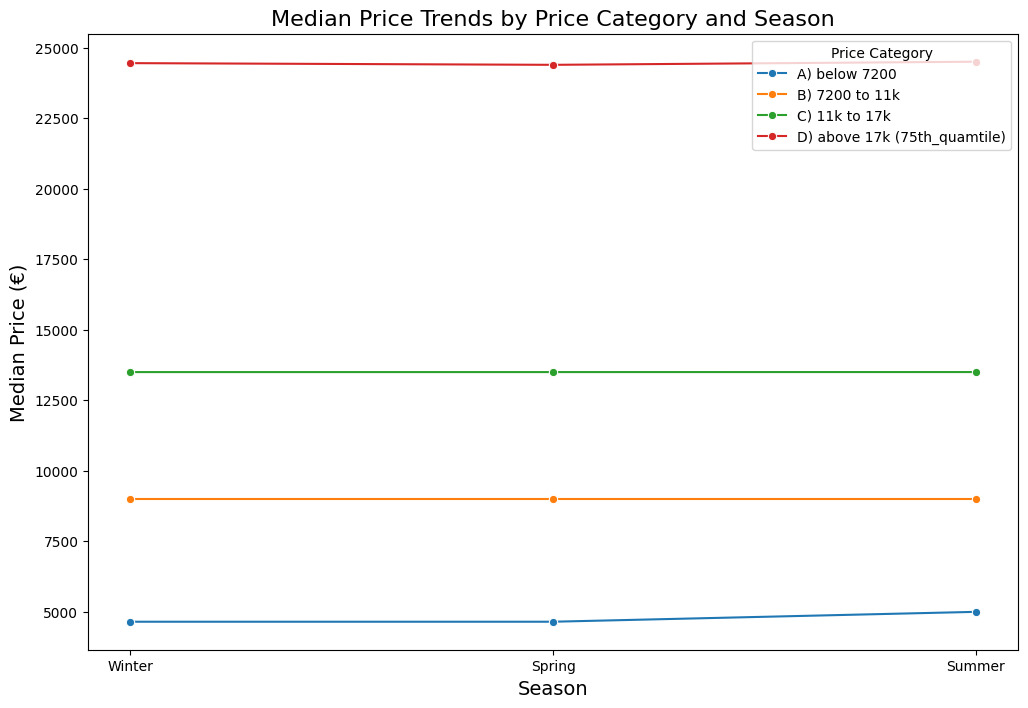 Median Price Trends by Price Category and Season
25000
22500
20000
17500
15000
12500
10000
7500
5000
Median Price (€)
Price Category
A) below 7200
B) 7200 to 11k
C) 11k to 17k
D) above 17k (75th_quamtile)
Winter
Spring
Summer
Season